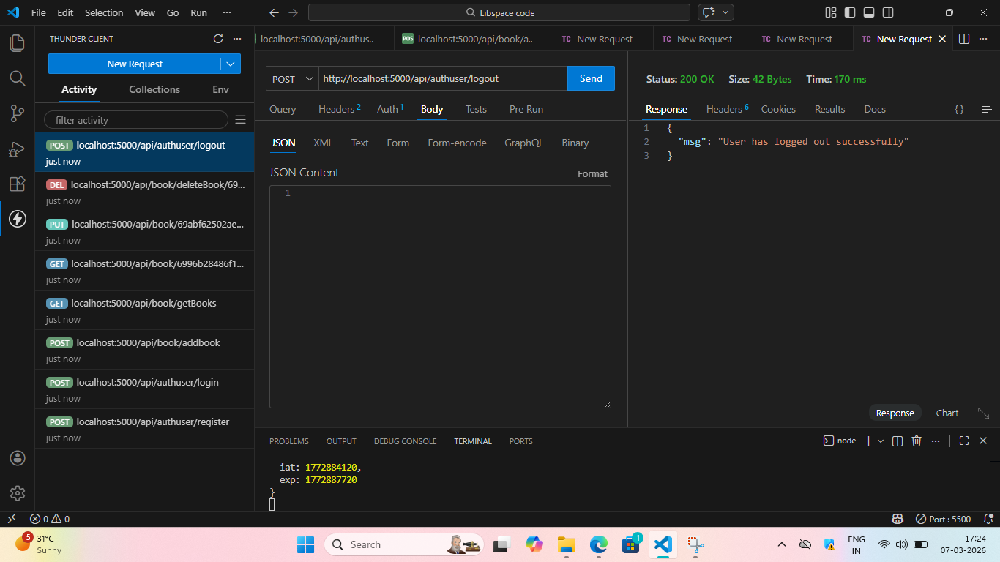 File Edit Selection View Go Run ···
Libspace code
THUNDER CLIENT
New Request
Activity Collections Env
filter activity
POST localhost:5000/api/authuser/logout
just now
DEL localhost:5000/api/book/deleteBook/69...
just now
PUT localhost:5000/api/book/69abf62502ae...
just now
GET localhost:5000/api/book/6996b28486f1...
just now
GET localhost:5000/api/book/getBooks
just now
POST localhost:5000/api/book/addbook
just now
POST localhost:5000/api/authuser/login
just now
POST localhost:5000/api/authuser/register
just now
localhost:5000/api/authus.. POS localhost:5000/api/book/a.. TC New Request TC New Request TC New Request TC New Request
POST http://localhost:5000/api/authuser/logout Send
Query Headers 2 Auth 1 Body Tests Pre Run
JSON XML Text Form Form-encode GraphQL Binary
JSON Content Format
1
Status: 200 OK Size: 42 Bytes Time: 170 ms
Response Headers 6 Cookies Results Docs { }
1 {
2 "msg": "User has logged out successfully"
3 }
Response Chart
PROBLEMS OUTPUT DEBUG CONSOLE TERMINAL PORTS node
iat: 1772884120,
exp: 1772887720
}
0 0 Port : 5500
5 31°C
Sunny
Search
1
ENG
IN
17:24
07-03-2026